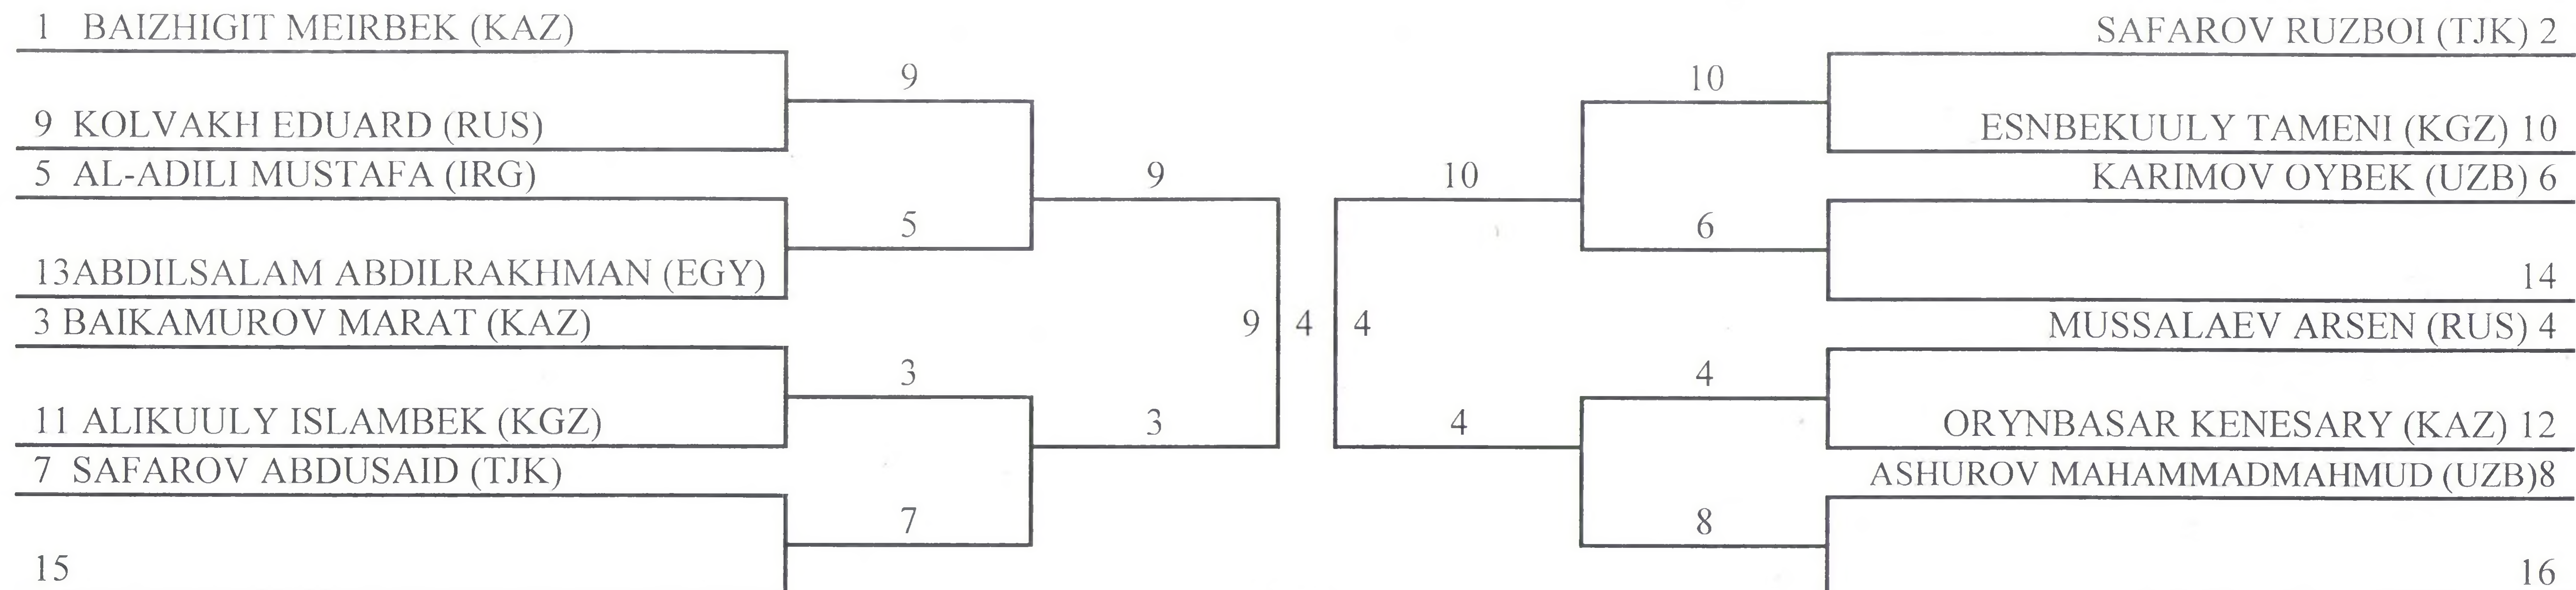 1 BAIZHIGIT MEIRBEK (KAZ)
9 KOLVAKH EDUARD (RUS)
5 AL-ADILI MUSTAFA (IRG)
13ABDILSALAM ABDILRAKHMAN (EGY)
3 BAIKAMUROV MARAT (KAZ)
11 ALIKUULY ISLAMBEK (KGZ)
7 SAFAROV ABDUSAID (TJK)
15
9
5
3
7
9
3
9
4
4
10
4
10
6
4
8
SAFAROV RUZBOI (TJK) 2
ESNBEKUULY TAMENI (KGZ) 10
KARIMOV OYBEK (UZB) 6
14
MUSSALAEV ARSEN (RUS) 4
ORYNBASAR KENESARY (KAZ) 12
ASHUROV MAHAMMADMAHMUD (UZB)8
16